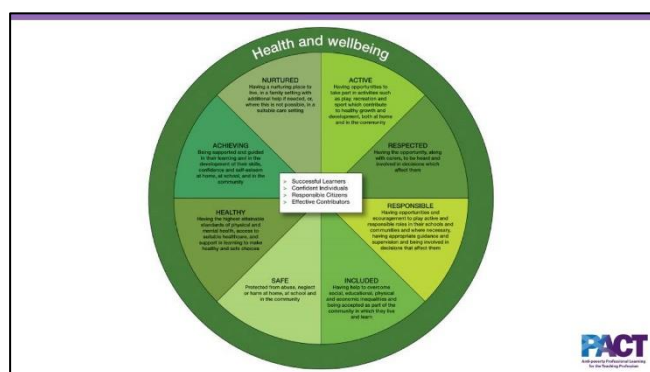 Health and wellbeing
NURTURED
Having a nurturing place to
live, in a family setting with
additional help if needed, or,
where this is not possible, in a
suitable care setting
ACTIVE
Having opportunities to
take part in activities such
as play, recreation and
sport which contribute
to healthy growth and
development, both at home
and in the community
ACHIEVING
Being supported and guided
in their learning and in the
development of their skills,
confidence and self-esteem
at home, at school, and in the
community
RESPECTED
Having the opportunity, along
with carers, to be heard and
involved in decisions which
affect them
> Successful Learners
> Confident Individuals
> Responsible Citizens
> Effective Contributors
HEALTHY
Having the highest attainable
standards of physical and
mental health, access to
suitable healthcare, and
support in learning to make
healthy and safe choices
RESPONSIBLE
Having opportunities and
encouragement to play active and
responsible roles in their schools and
communities and where necessary,
having appropriate guidance and
supervision and being involved in
decisions that affect them
SAFE
Protected from abuse, neglect
or harm at home, at school and
in the community
INCLUDED
Having help to overcome
social, educational, physical
and economic inequalities and
being accepted as part of the
community in which they live
and learn
PACT
Anti-poverty Professional Learning
for the Teaching Profession